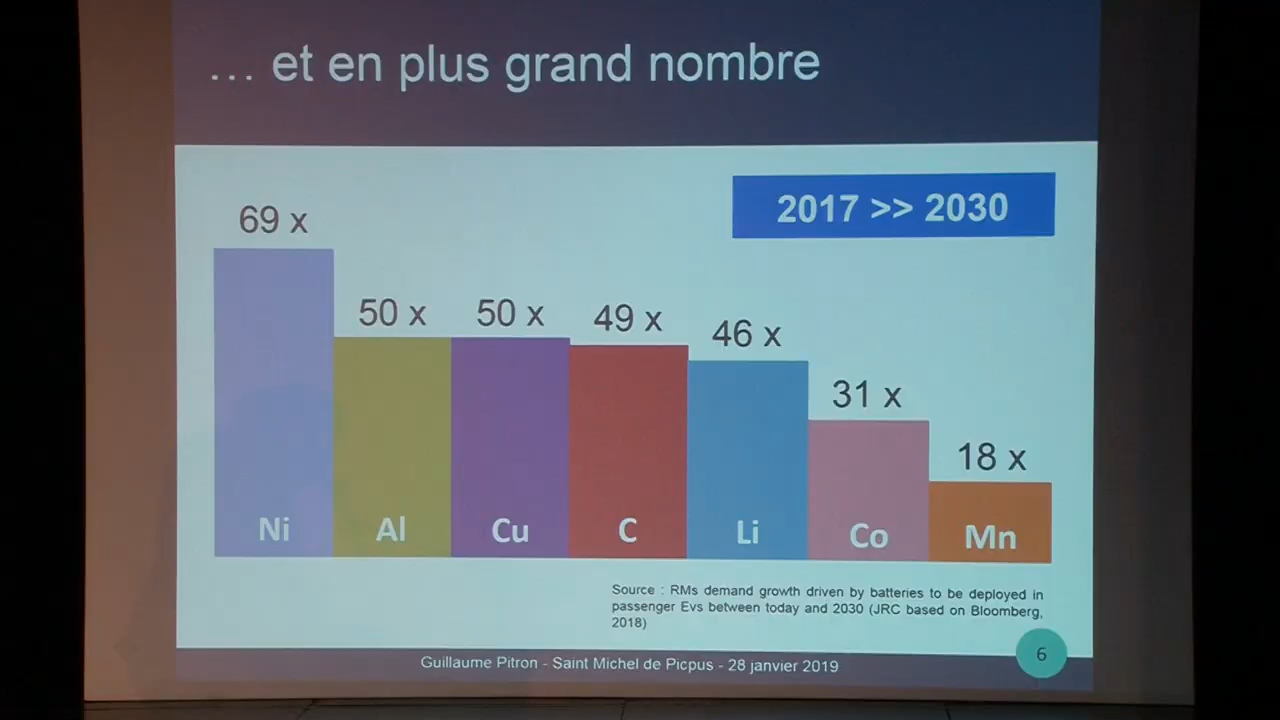 … et en plus grand nombre
2017 >> 2030
69 x
50 x
50 x
49 x
46 x
31 x
18 x
Ni
Al
Cu
C
Li
Co
Mn
Source : RMs demand growth driven by batteries to be deployed in
passenger Evs between today and 2030 (JRC based on Bloomberg,
2018)
Guillaume Pitron - Saint Michel de Picpus - 28 janvier 2019
6